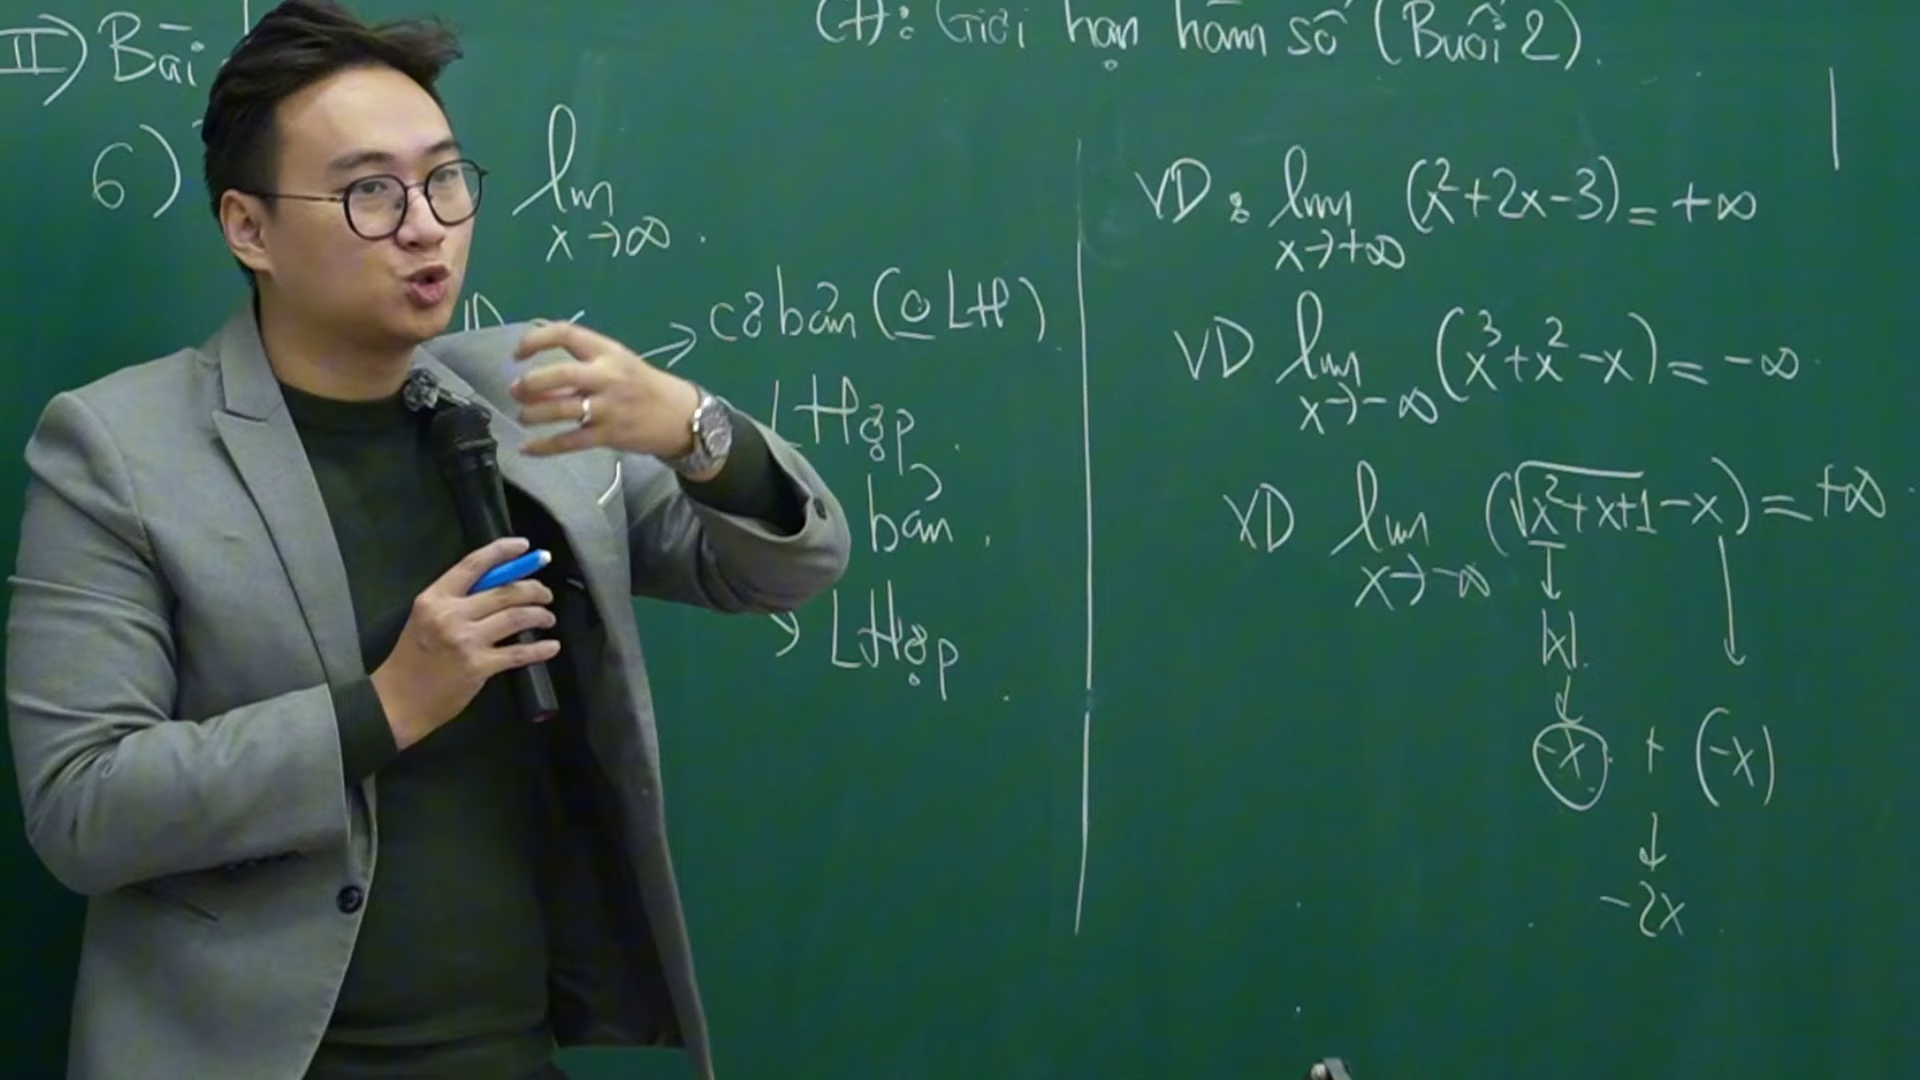 (H): Giới hạn hàm số (Buổi 2).
II) Bài
6)
lim
x→∞.
→ cơ bản (0 LH)
LHợp.
bản.
LHợp
VD: lim (x²+2x-3) = +∞
x→+∞
VD lim (x³+x²-x) = -∞
x→-∞
VD lim (√x²+x+1 -x) = +∞
x→-∞
↓
|x|.
↓
-x + (-x)
↓
-2x